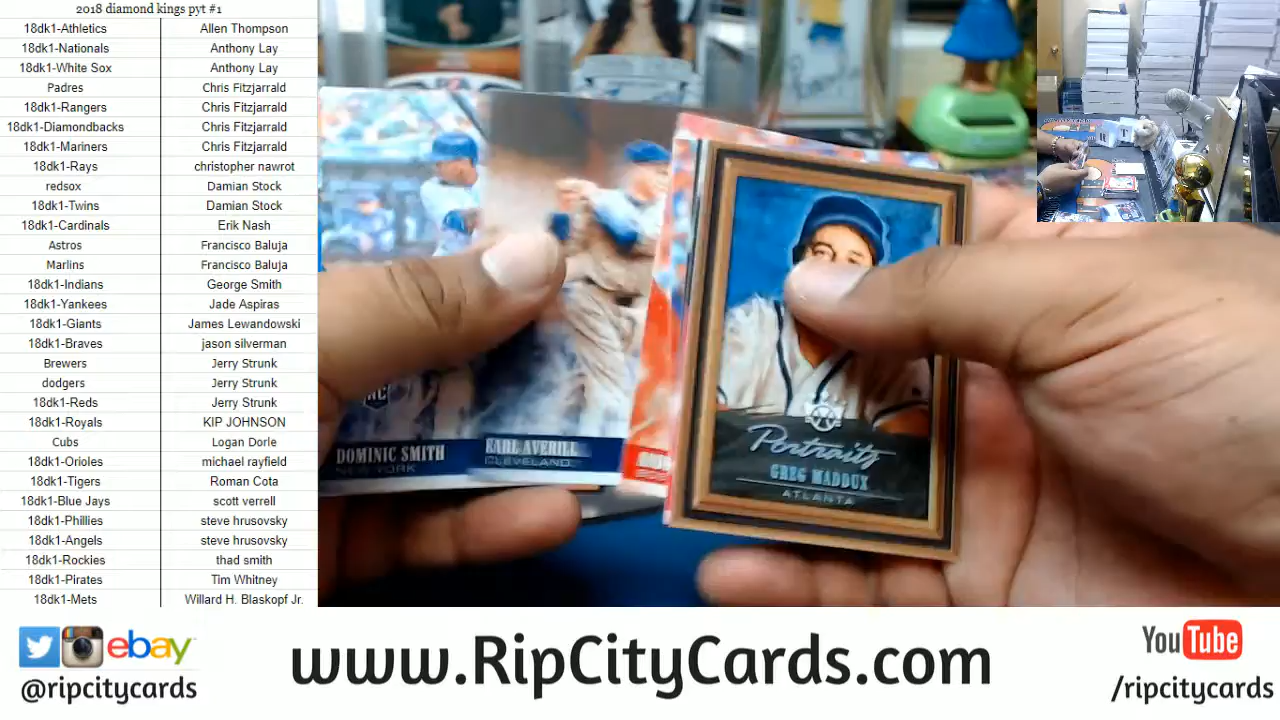 2018 diamond kings pyt #1
18dk1-Athletics Allen Thompson
18dk1-Nationals Anthony Lay
18dk1-White Sox Anthony Lay
Padres Chris Fitzjarrald
18dk1-Rangers Chris Fitzjarrald
18dk1-Diamondbacks Chris Fitzjarrald
18dk1-Mariners Chris Fitzjarrald
18dk1-Rays christopher nawrot
redsox Damian Stock
18dk1-Twins Damian Stock
18dk1-Cardinals Erik Nash
Astros Francisco Baluja
Marlins Francisco Baluja
18dk1-Indians George Smith
18dk1-Yankees Jade Aspiras
18dk1-Giants James Lewandowski
18dk1-Braves jason silverman
Brewers Jerry Strunk
dodgers Jerry Strunk
18dk1-Reds Jerry Strunk
18dk1-Royals KIP JOHNSON
Cubs Logan Dorle
18dk1-Orioles michael rayfield
18dk1-Tigers Roman Cota
18dk1-Blue Jays scott verrell
18dk1-Phillies steve hrusovsky
18dk1-Angels steve hrusovsky
18dk1-Rockies thad smith
18dk1-Pirates Tim Whitney
18dk1-Mets Willard H. Blaskopf Jr.
RC
DOMINIC SMITH
NEW YORK
EARL AVERILL
CLEVELAND
Portraits
GREG MADDUX
ATLANTA
ebay
@ripcitycards
www.RipCityCards.com
YouTube
/ripcitycards